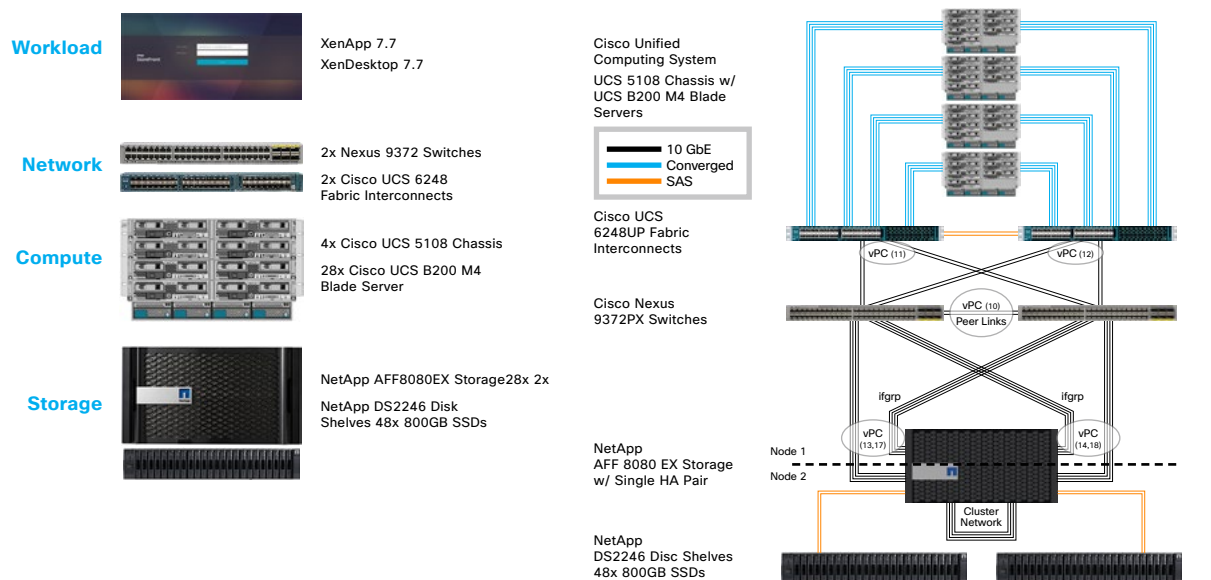 Workload
XenApp 7.7
XenDesktop 7.7
Network
2x Nexus 9372 Switches
2x Cisco UCS 6248
Fabric Interconnects
Compute
4x Cisco UCS 5108 Chassis
28x Cisco UCS B200 M4
Blade Server
Storage
NetApp AFF8080EX Storage28x 2x
NetApp DS2246 Disk
Shelves 48x 800GB SSDs
Cisco Unified
Computing System
UCS 5108 Chassis w/
UCS B200 M4 Blade
Servers
10 GbE
Converged
SAS
Cisco UCS
6248UP Fabric
Interconnects
vPC (11)
vPC (12)
Cisco Nexus
9372PX Switches
vPC (10)
Peer Links
ifgrp
ifgrp
vPC
(13,17)
vPC
(14,18)
NetApp
AFF 8080 EX Storage
w/ Single HA Pair
Node 1
Node 2
Cluster
Network
NetApp
DS2246 Disc Shelves
48x 800GB SSDs